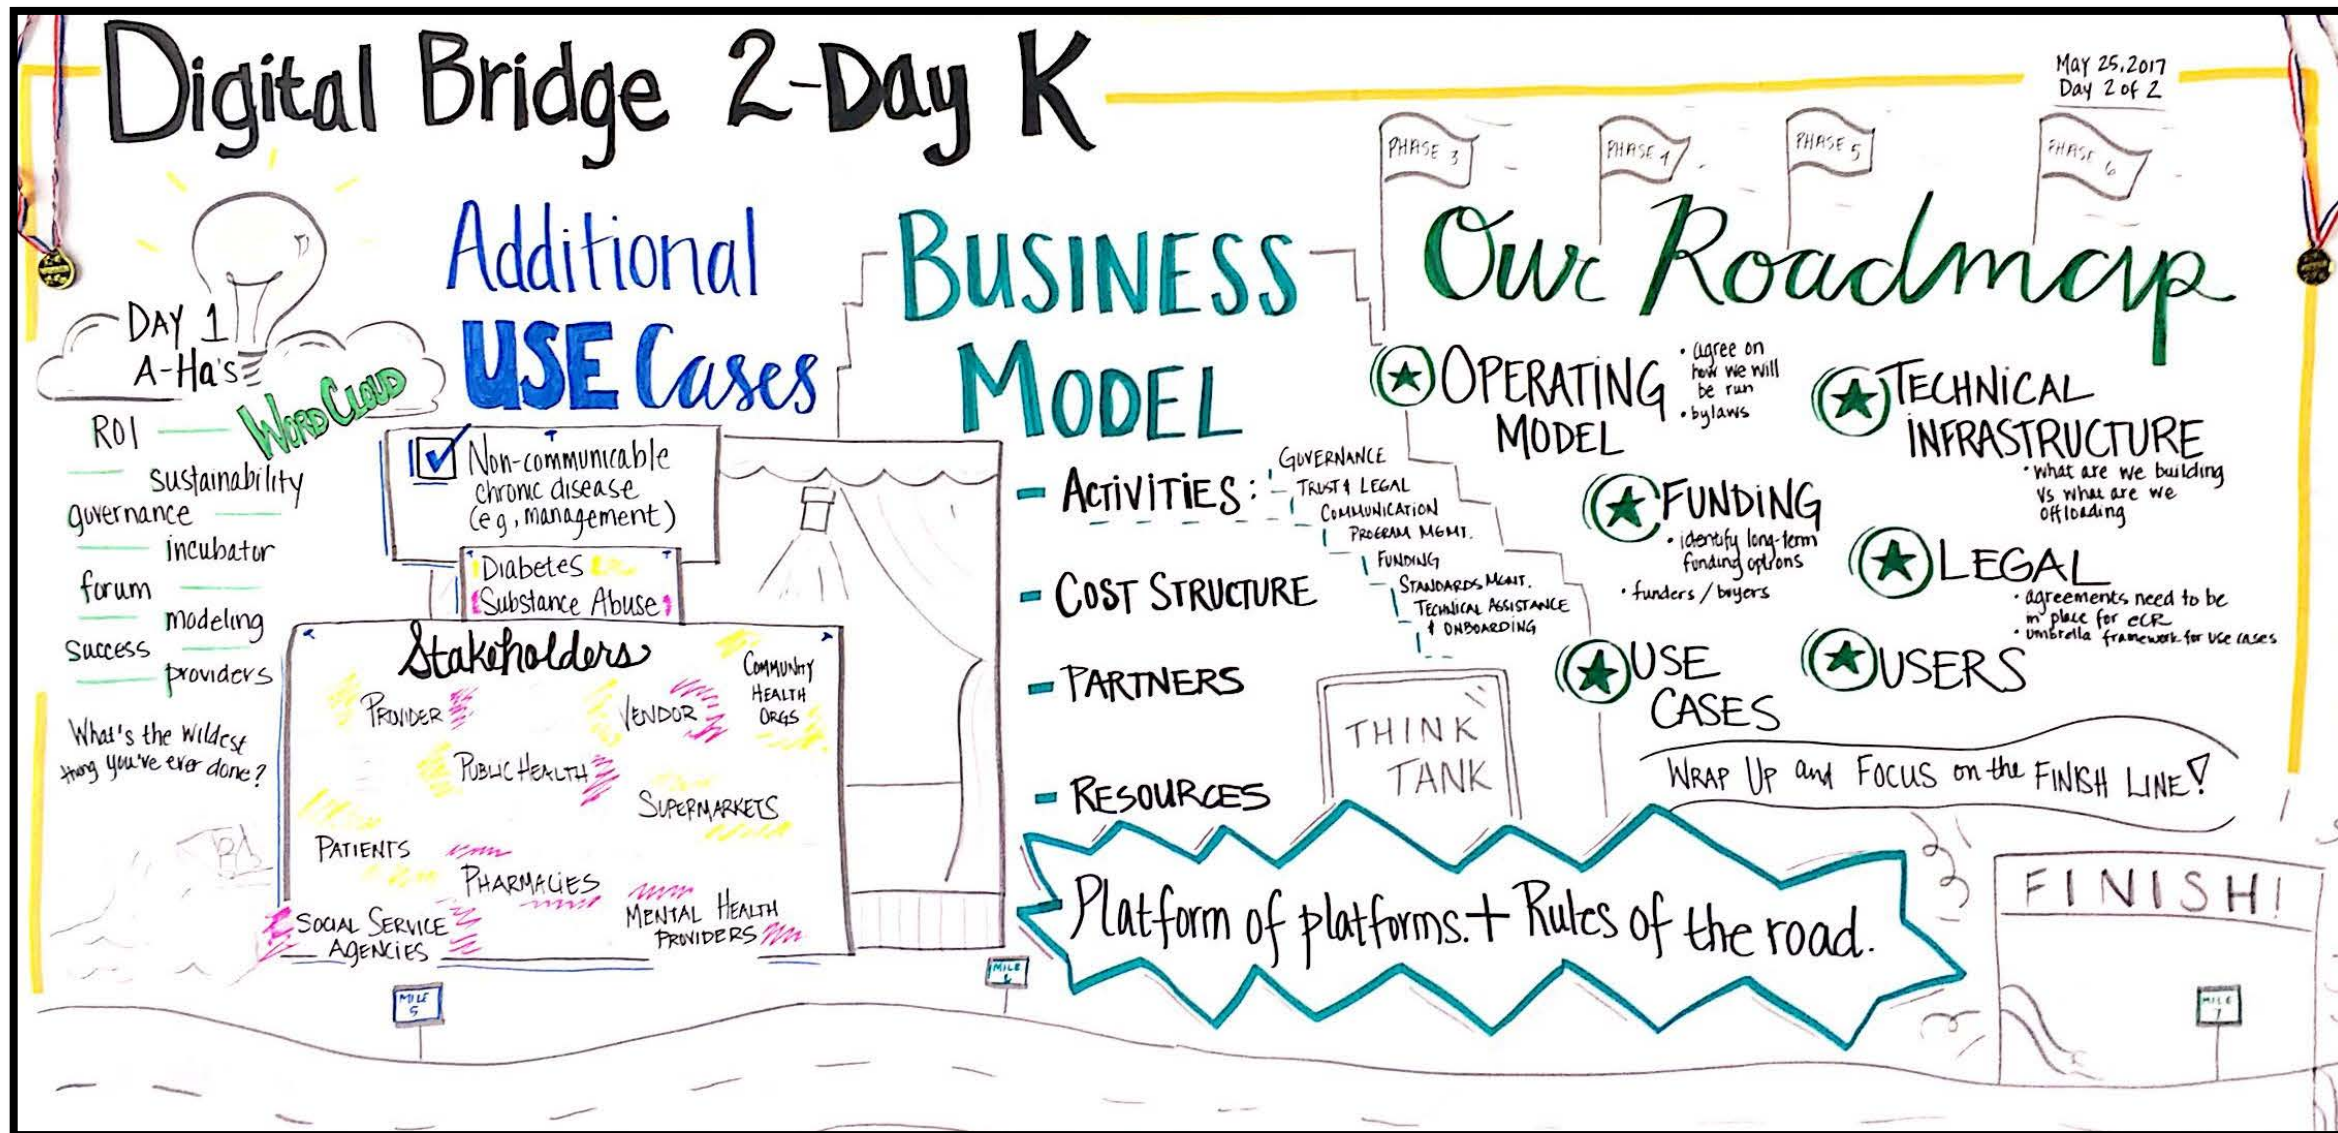 Digital Bridge 2-Day K
May 25, 2017
Day 2 of 2
PHASE 3
PHASE 4
PHASE 5
PHASE 6
DAY 1
A-Ha's
WORD CLOUD
ROI
sustainability
governance
incubator
forum
modeling
success
providers
What's the wildest
thing you've ever done?
Additional
USE Cases
Non-communicable
chronic disease
(eg, management)
Diabetes
Substance Abuse
Stakeholders
PROVIDER
VENDOR
COMMUNITY
HEALTH
ORGS
PUBLIC HEALTH
SUPERMARKETS
PATIENTS
PHARMACIES
SOCIAL SERVICE
AGENCIES
MENTAL HEALTH
PROVIDERS
MILE
5
BUSINESS
MODEL
- ACTIVITIES:
GOVERNANCE
TRUST & LEGAL
COMMUNICATION
PROGRAM MGMT.
FUNDING
STANDARDS MGMT.
TECHNICAL ASSISTANCE
& ONBOARDING
- COST STRUCTURE
- PARTNERS
- RESOURCES
THINK
TANK
Platform of platforms. + Rules of the road.
MILE
6
Our Roadmap
OPERATING
MODEL
• agree on
how we will
be run
• bylaws
TECHNICAL
INFRASTRUCTURE
• what are we building
vs what are we
offloading
FUNDING
• identify long-term
funding options
• funders / buyers
LEGAL
• agreements need to be
in place for eCR
• umbrella framework for use cases
USE
CASES
USERS
WRAP UP and FOCUS on the FINISH LINE!
FINISH!
MILE
7